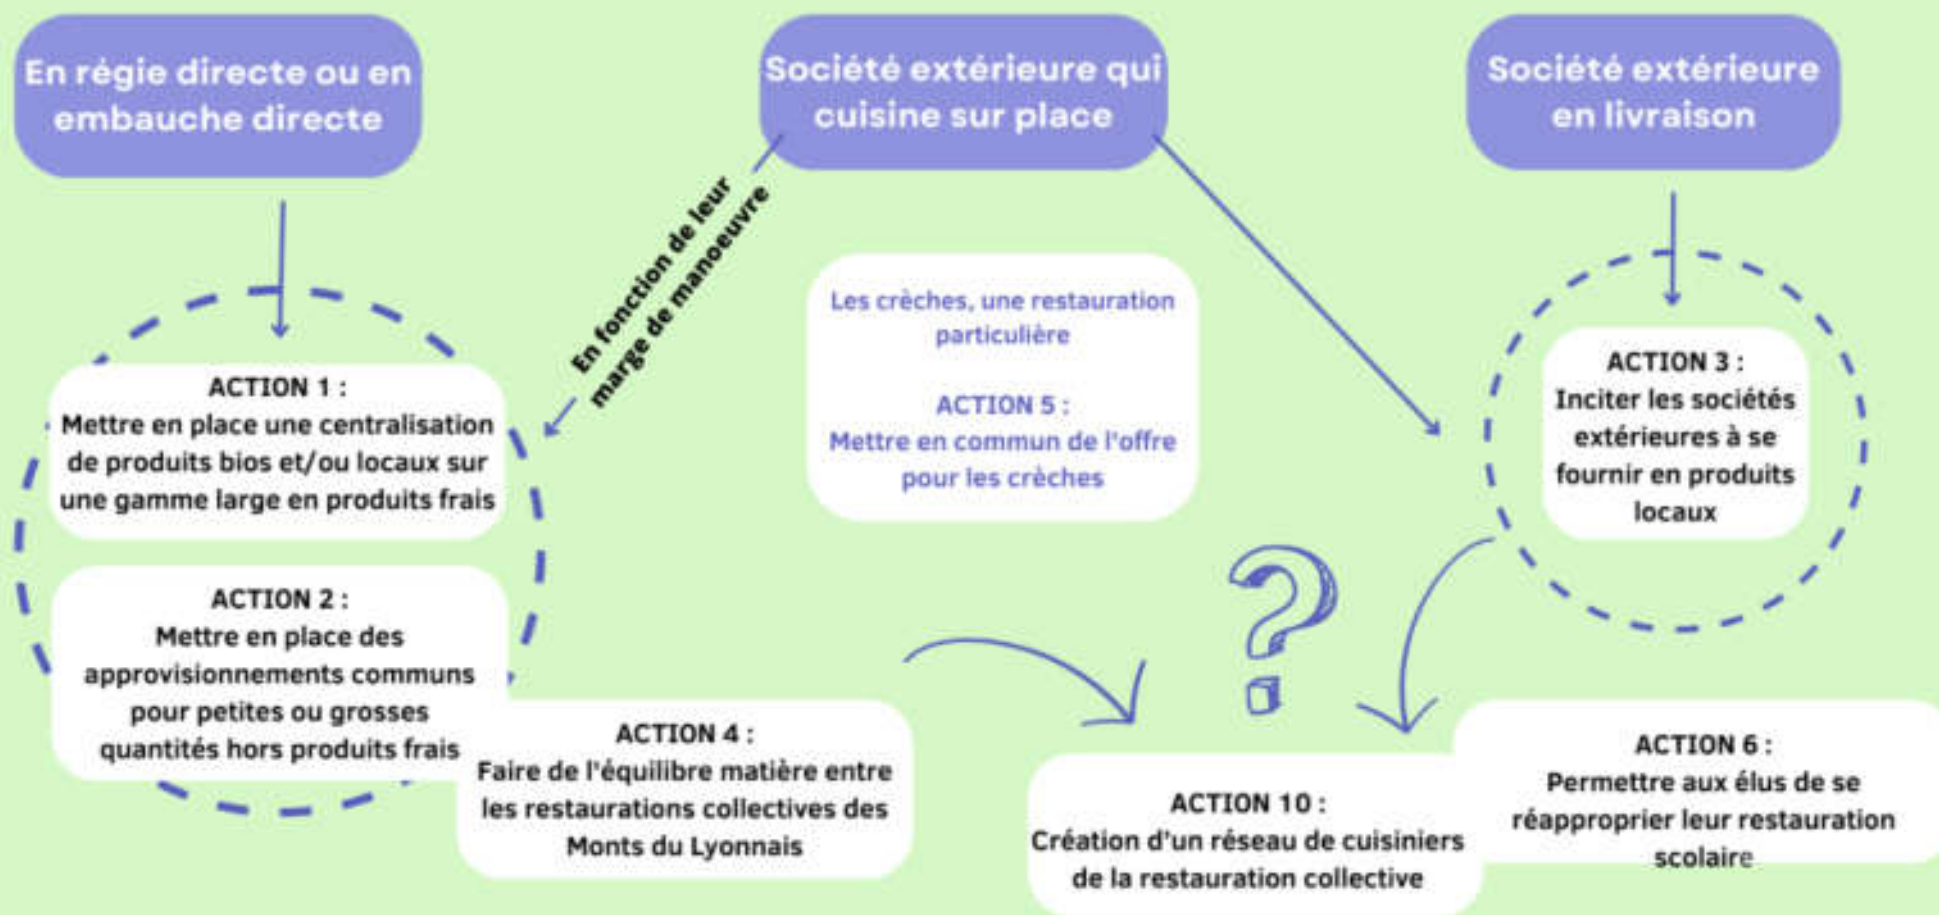 En régie directe ou en
embauche directe
Société extérieure qui
cuisine sur place
Société extérieure
en livraison
En fonction de leur
marge de manoeuvre
Les crèches, une restauration
particulière
ACTION 5 :
Mettre en commun de l'offre
pour les crèches
ACTION 1 :
Mettre en place une centralisation
de produits bios et/ou locaux sur
une gamme large en produits frais
ACTION 3 :
Inciter les sociétés
extérieures à se
fournir en produits
locaux
ACTION 2 :
Mettre en place des
approvisionnements communs
pour petites ou grosses
quantités hors produits frais
?
ACTION 4 :
Faire de l'équilibre matière entre
les restaurations collectives des
Monts du Lyonnais
ACTION 10 :
Création d'un réseau de cuisiniers
de la restauration collective
ACTION 6 :
Permettre aux élus de se
réapproprier leur restauration
scolaire